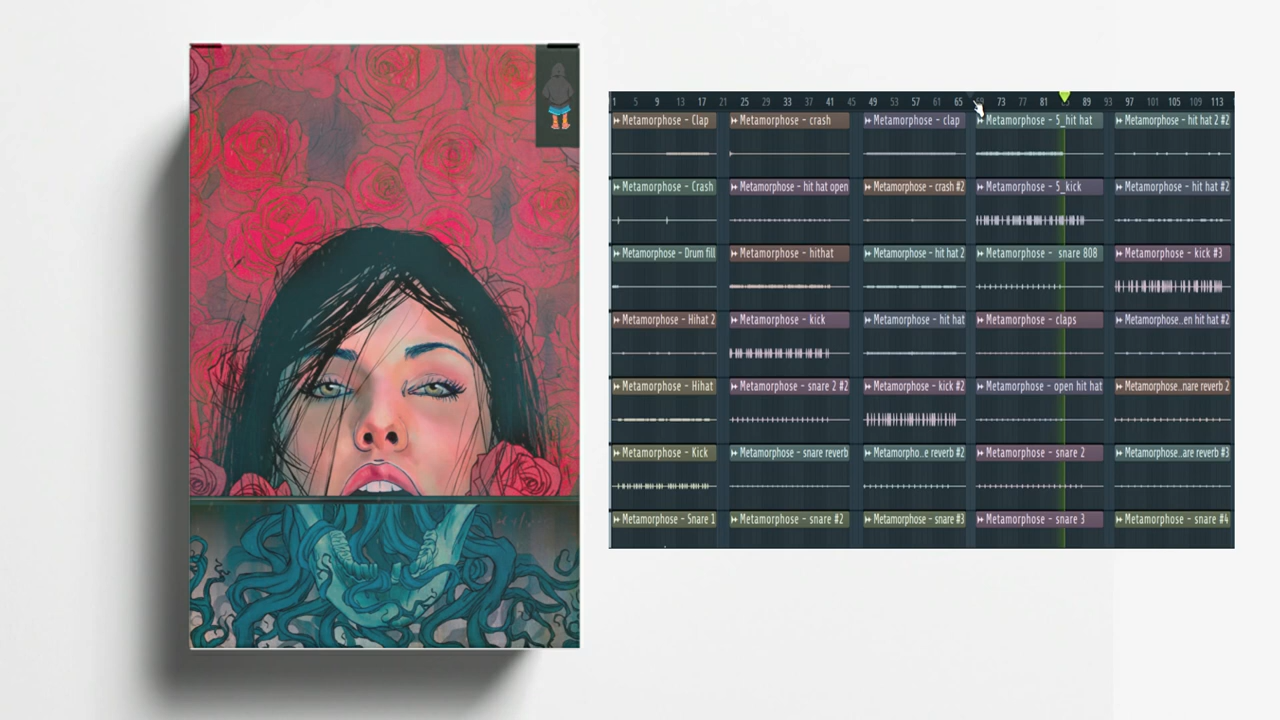 1 5 9 13 17 25 29 33 41 45 49 53 57 61 65 73 77 81 89 93 97 101 105 109 113
Metamorphose - Clap Metamorphose - crash Metamorphose - clap Metamorphose - 5_hit hat Metamorphose - hit hat 2 #2
Metamorphose - Crash Metamorphose - hit hat open Metamorphose - crash #2 Metamorphose - 5_kick Metamorphose - hit hat #2
Metamorphose - Drum fill Metamorphose - hithat Metamorphose - hit hat 2 Metamorphose - snare 808 Metamorphose - kick #3
Metamorphose - Hihat 2 Metamorphose - kick Metamorphose - hit hat Metamorphose - claps Metamorphose..en hit hat #2
Metamorphose - Hihat Metamorphose - snare 2 #2 Metamorphose - kick #2 Metamorphose - open hit hat Metamorphose..nare reverb 2
Metamorphose - Kick Metamorphose - snare reverb Metamorpho..e reverb #2 Metamorphose - snare 2 Metamorphose..are reverb #3
Metamorphose - Snare 1 Metamorphose - snare #2 Metamorphose - snare #3 Metamorphose - snare 3 Metamorphose - snare #4